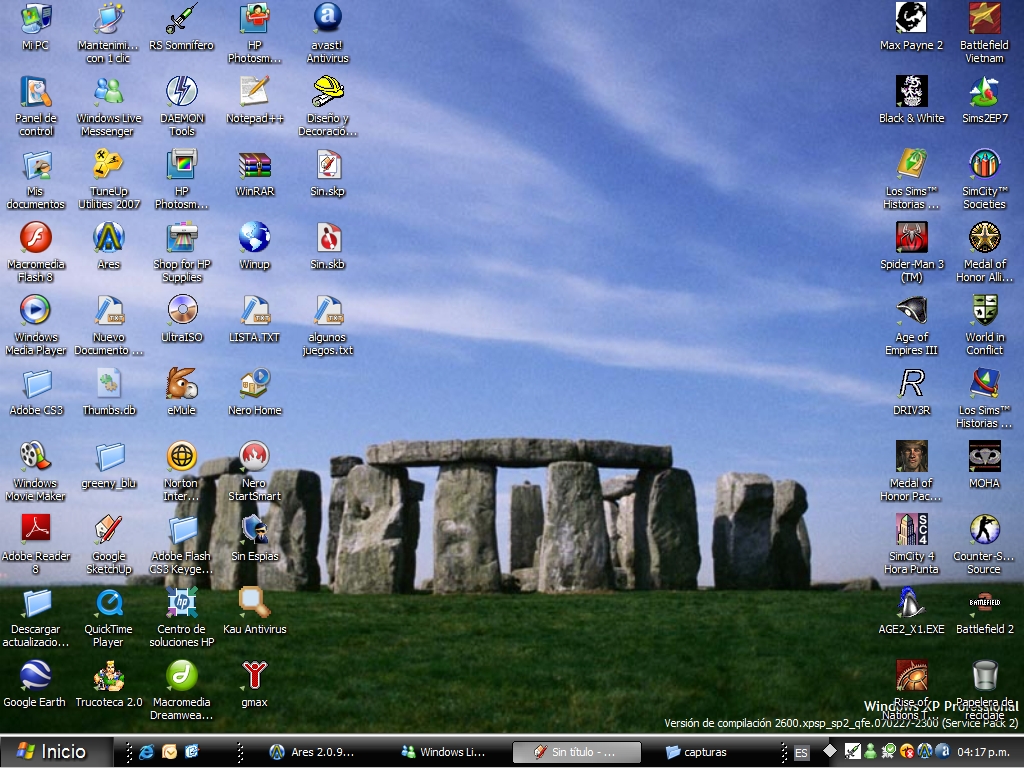 Mi PC
Mantenimi...
con 1 clic
RS Somnífero
HP
Photosm...
avast!
Antivirus
Max Payne 2
Battlefield
Vietnam
Panel de
control
Windows Live
Messenger
DAEMON
Tools
Notepad++
Diseño y
Decoració...
Black & White
Sims2EP7
Mis
documentos
TuneUp
Utilities 2007
HP
Photosm...
WinRAR
Sin.skp
Los Sims™
Historias ...
SimCity™
Societies
Macromedia
Flash 8
Ares
Shop for HP
Supplies
Winup
Sin.skb
Spider-Man 3
(TM)
Medal of
Honor Alli...
Windows
Media Player
Nuevo
Documento ...
UltraISO
LISTA.TXT
algunos
juegos.txt
Age of
Empires III
World in
Conflict
Adobe CS3
Thumbs.db
eMule
Nero Home
DRIV3R
Los Sims™
Historias ...
Windows
Movie Maker
greeny_blu
Norton
Inter...
Nero
StartSmart
Medal of
Honor Pac...
MOHA
Adobe Reader
8
Google
SketchUp
Adobe Flash
CS3 Keyge...
Sin Espias
SimCity 4
Hora Punta
Counter-S...
Source
Descargar
actualizacio...
QuickTime
Player
Centro de
soluciones HP
Kau Antivirus
AGE2_X1.EXE
Battlefield 2
Google Earth
Trucoteca 2.0
Macromedia
Dreamwea...
gmax
Rise of
Nations T...
Papelera de
reciclaje
Windows XP Professional
Versión de compilación 2600.xpsp_sp2_qfe.070227-2300 (Service Pack 2)
Inicio
Ares 2.0.9...
Windows Li...
Sin título - ...
capturas
ES
04:17 p.m.